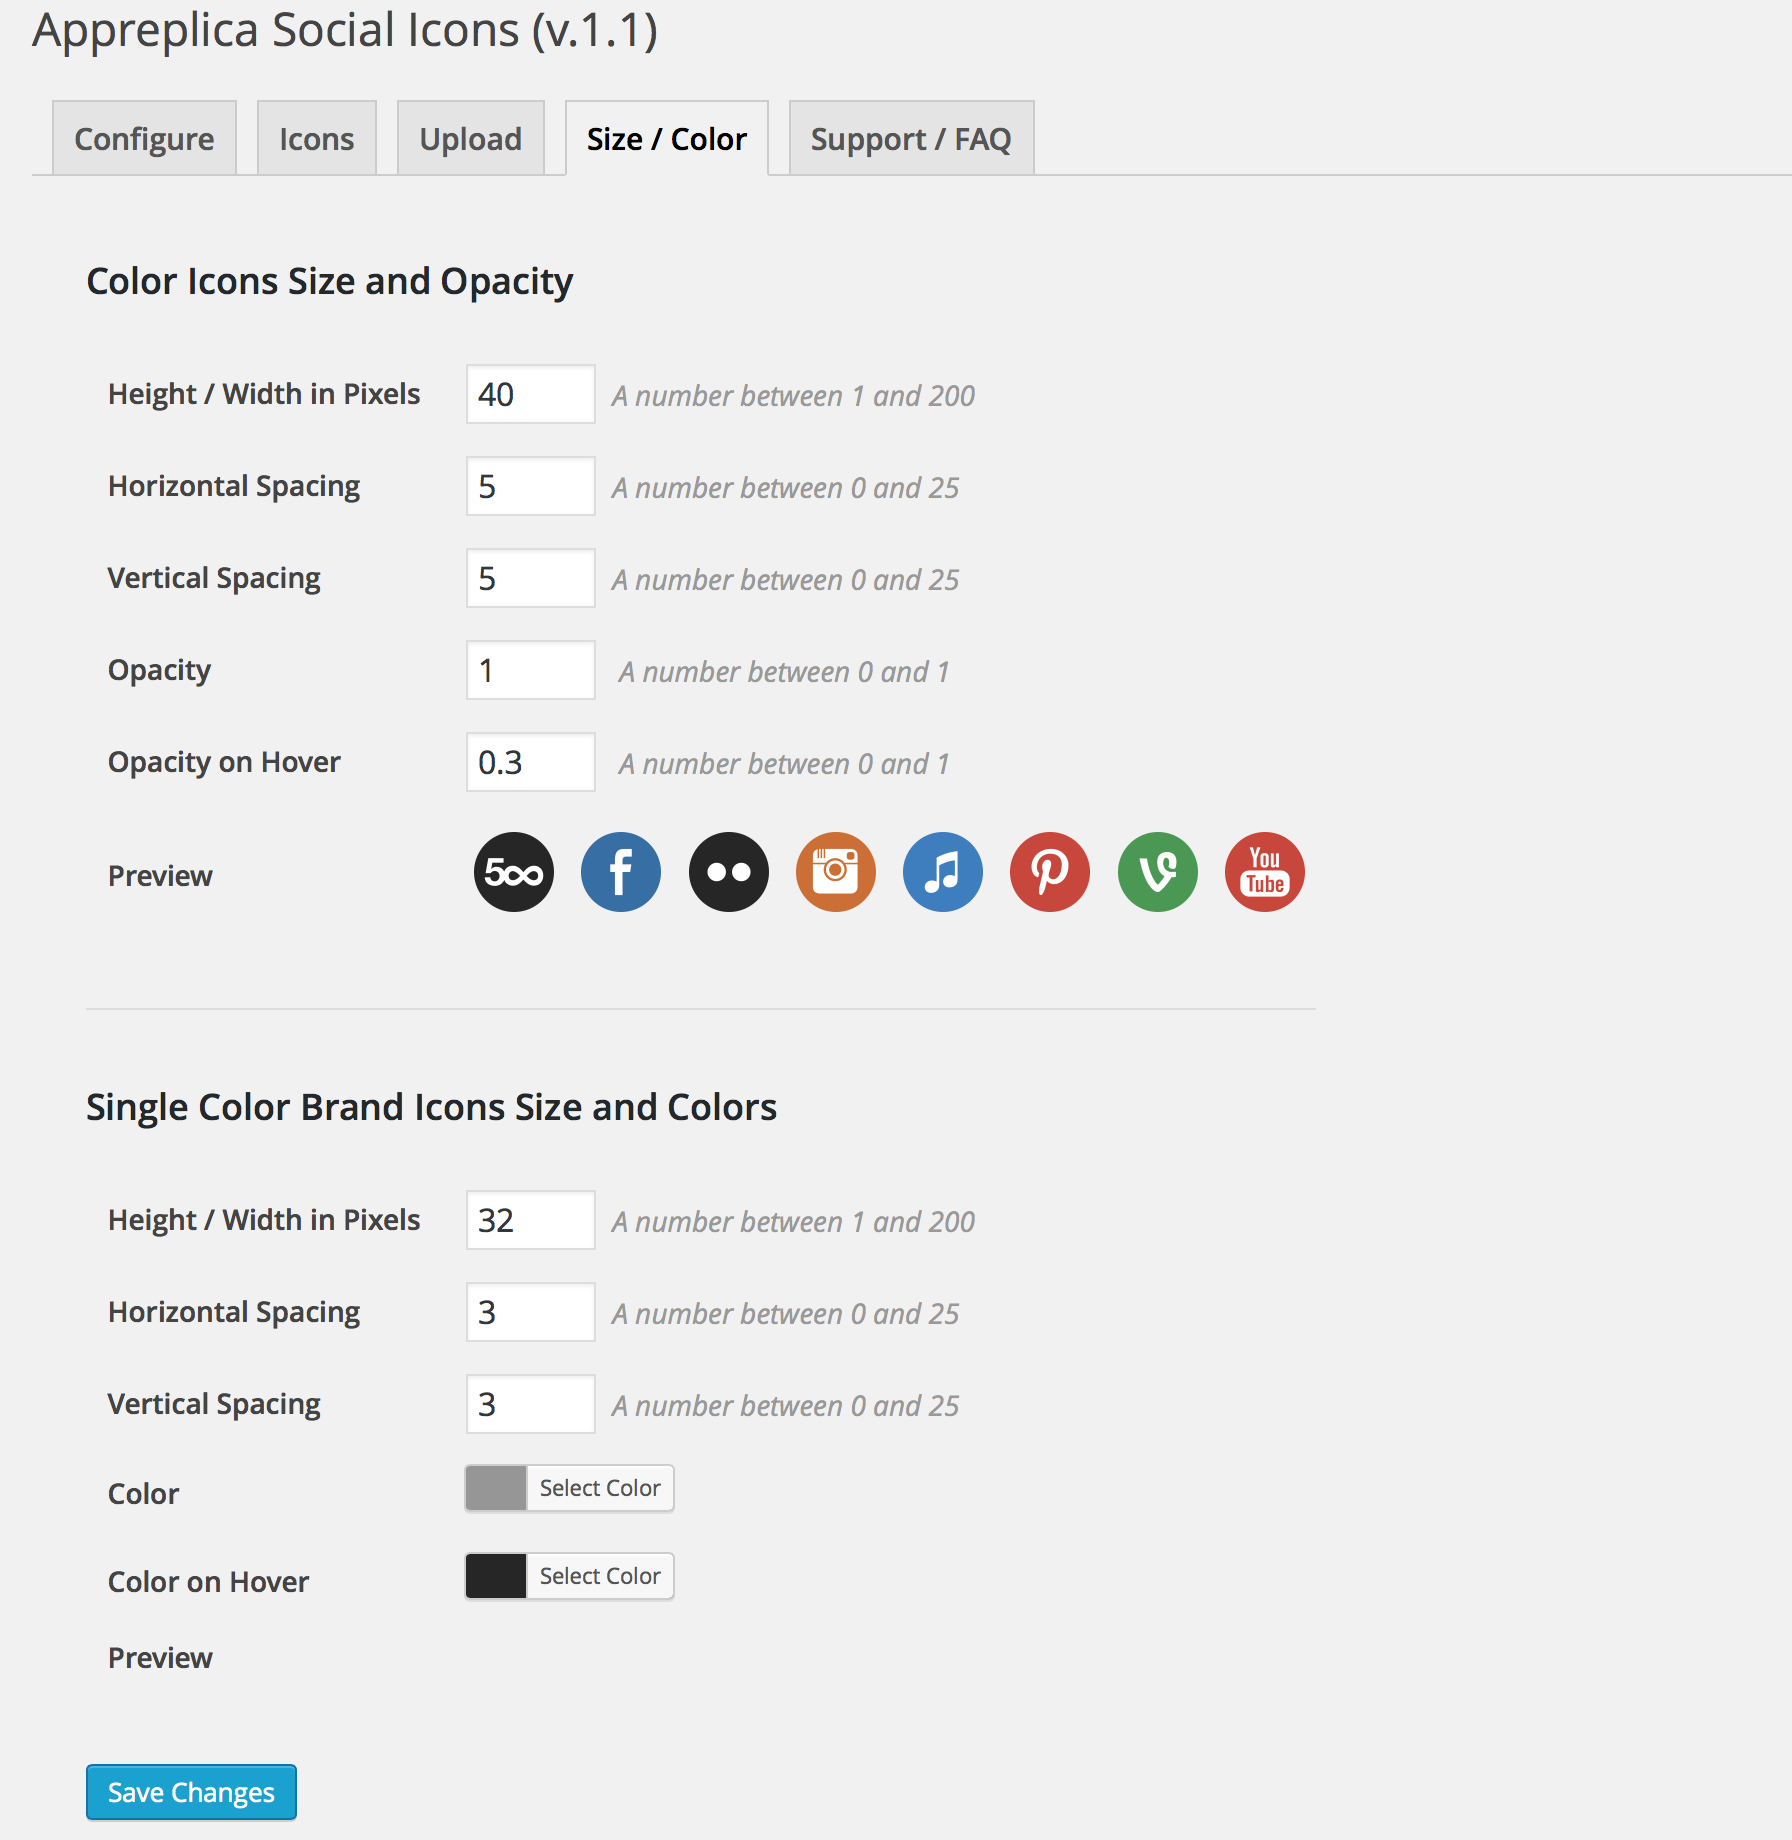 Appreplica Social Icons (v.1.1)
Configure Icons Upload Size / Color Support / FAQ
Color Icons Size and Opacity
Height / Width in Pixels 40 A number between 1 and 200
Horizontal Spacing 5 A number between 0 and 25
Vertical Spacing 5 A number between 0 and 25
Opacity 1 A number between 0 and 1
Opacity on Hover 0.3 A number between 0 and 1
Preview 500 f You Tube
Single Color Brand Icons Size and Colors
Height / Width in Pixels 32 A number between 1 and 200
Horizontal Spacing 3 A number between 0 and 25
Vertical Spacing 3 A number between 0 and 25
Color Select Color
Color on Hover Select Color
Preview
Save Changes